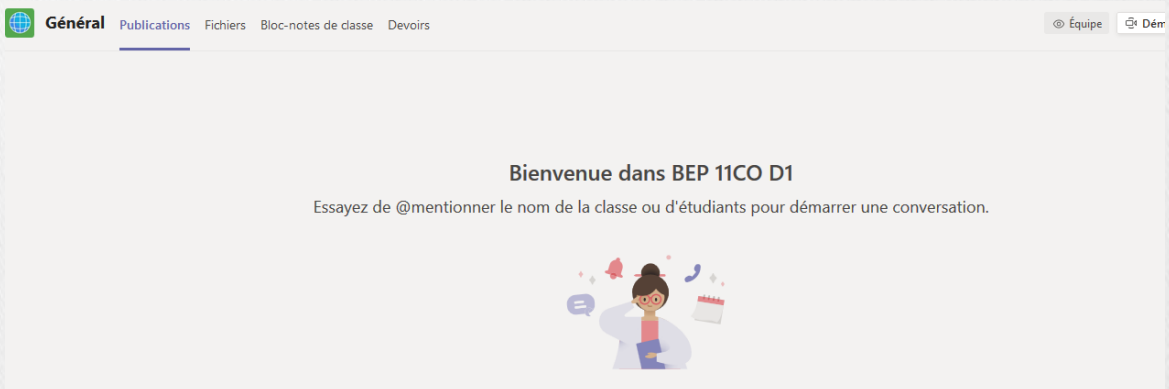 Général Publications Fichiers Bloc-notes de classe Devoirs Équipe
Bienvenue dans BEP 11CO D1
Essayez de @mentionner le nom de la classe ou d'étudiants pour démarrer une conversation.